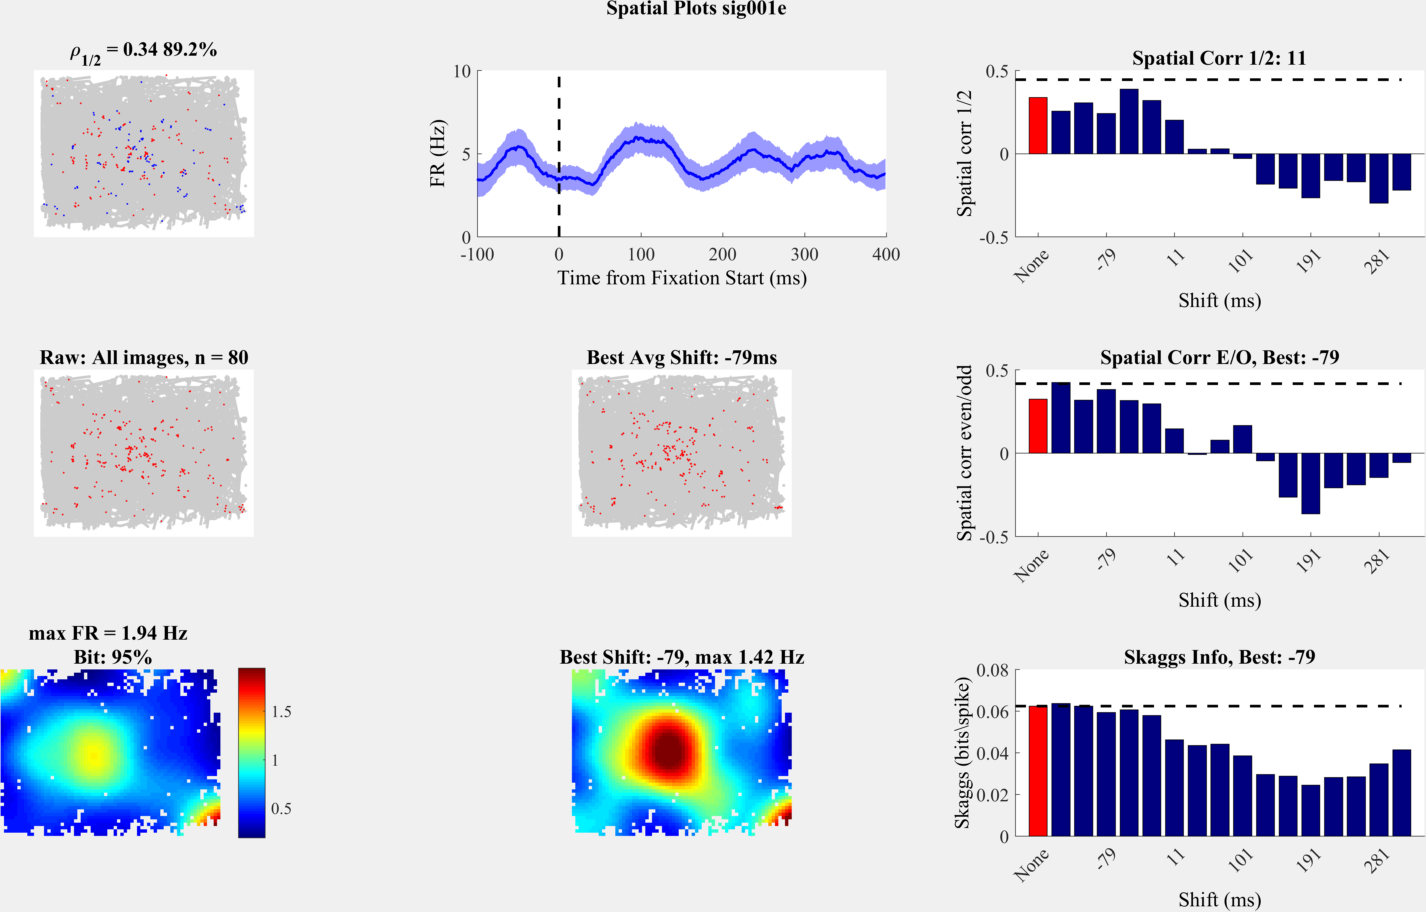 Spatial Plots sig001e
ρ1/2 = 0.34 89.2%
10
5
0
FR (Hz)
-100
0
100
200
300
400
Time from Fixation Start (ms)
Spatial Corr 1/2: 11
0.5
0
-0.5
Spatial corr 1/2
None
-79
11
101
191
281
Shift (ms)
Raw: All images, n = 80
Best Avg Shift: -79ms
Spatial Corr E/O, Best: -79
0.5
0
-0.5
Spatial corr even/odd
None
-79
11
101
191
281
Shift (ms)
max FR = 1.94 Hz
Bit: 95%
1.5
1
0.5
Best Shift: -79, max 1.42 Hz
Skaggs Info, Best: -79
0.08
0.06
0.04
0.02
0
Skaggs (bits\spike)
None
-79
11
101
191
281
Shift (ms)